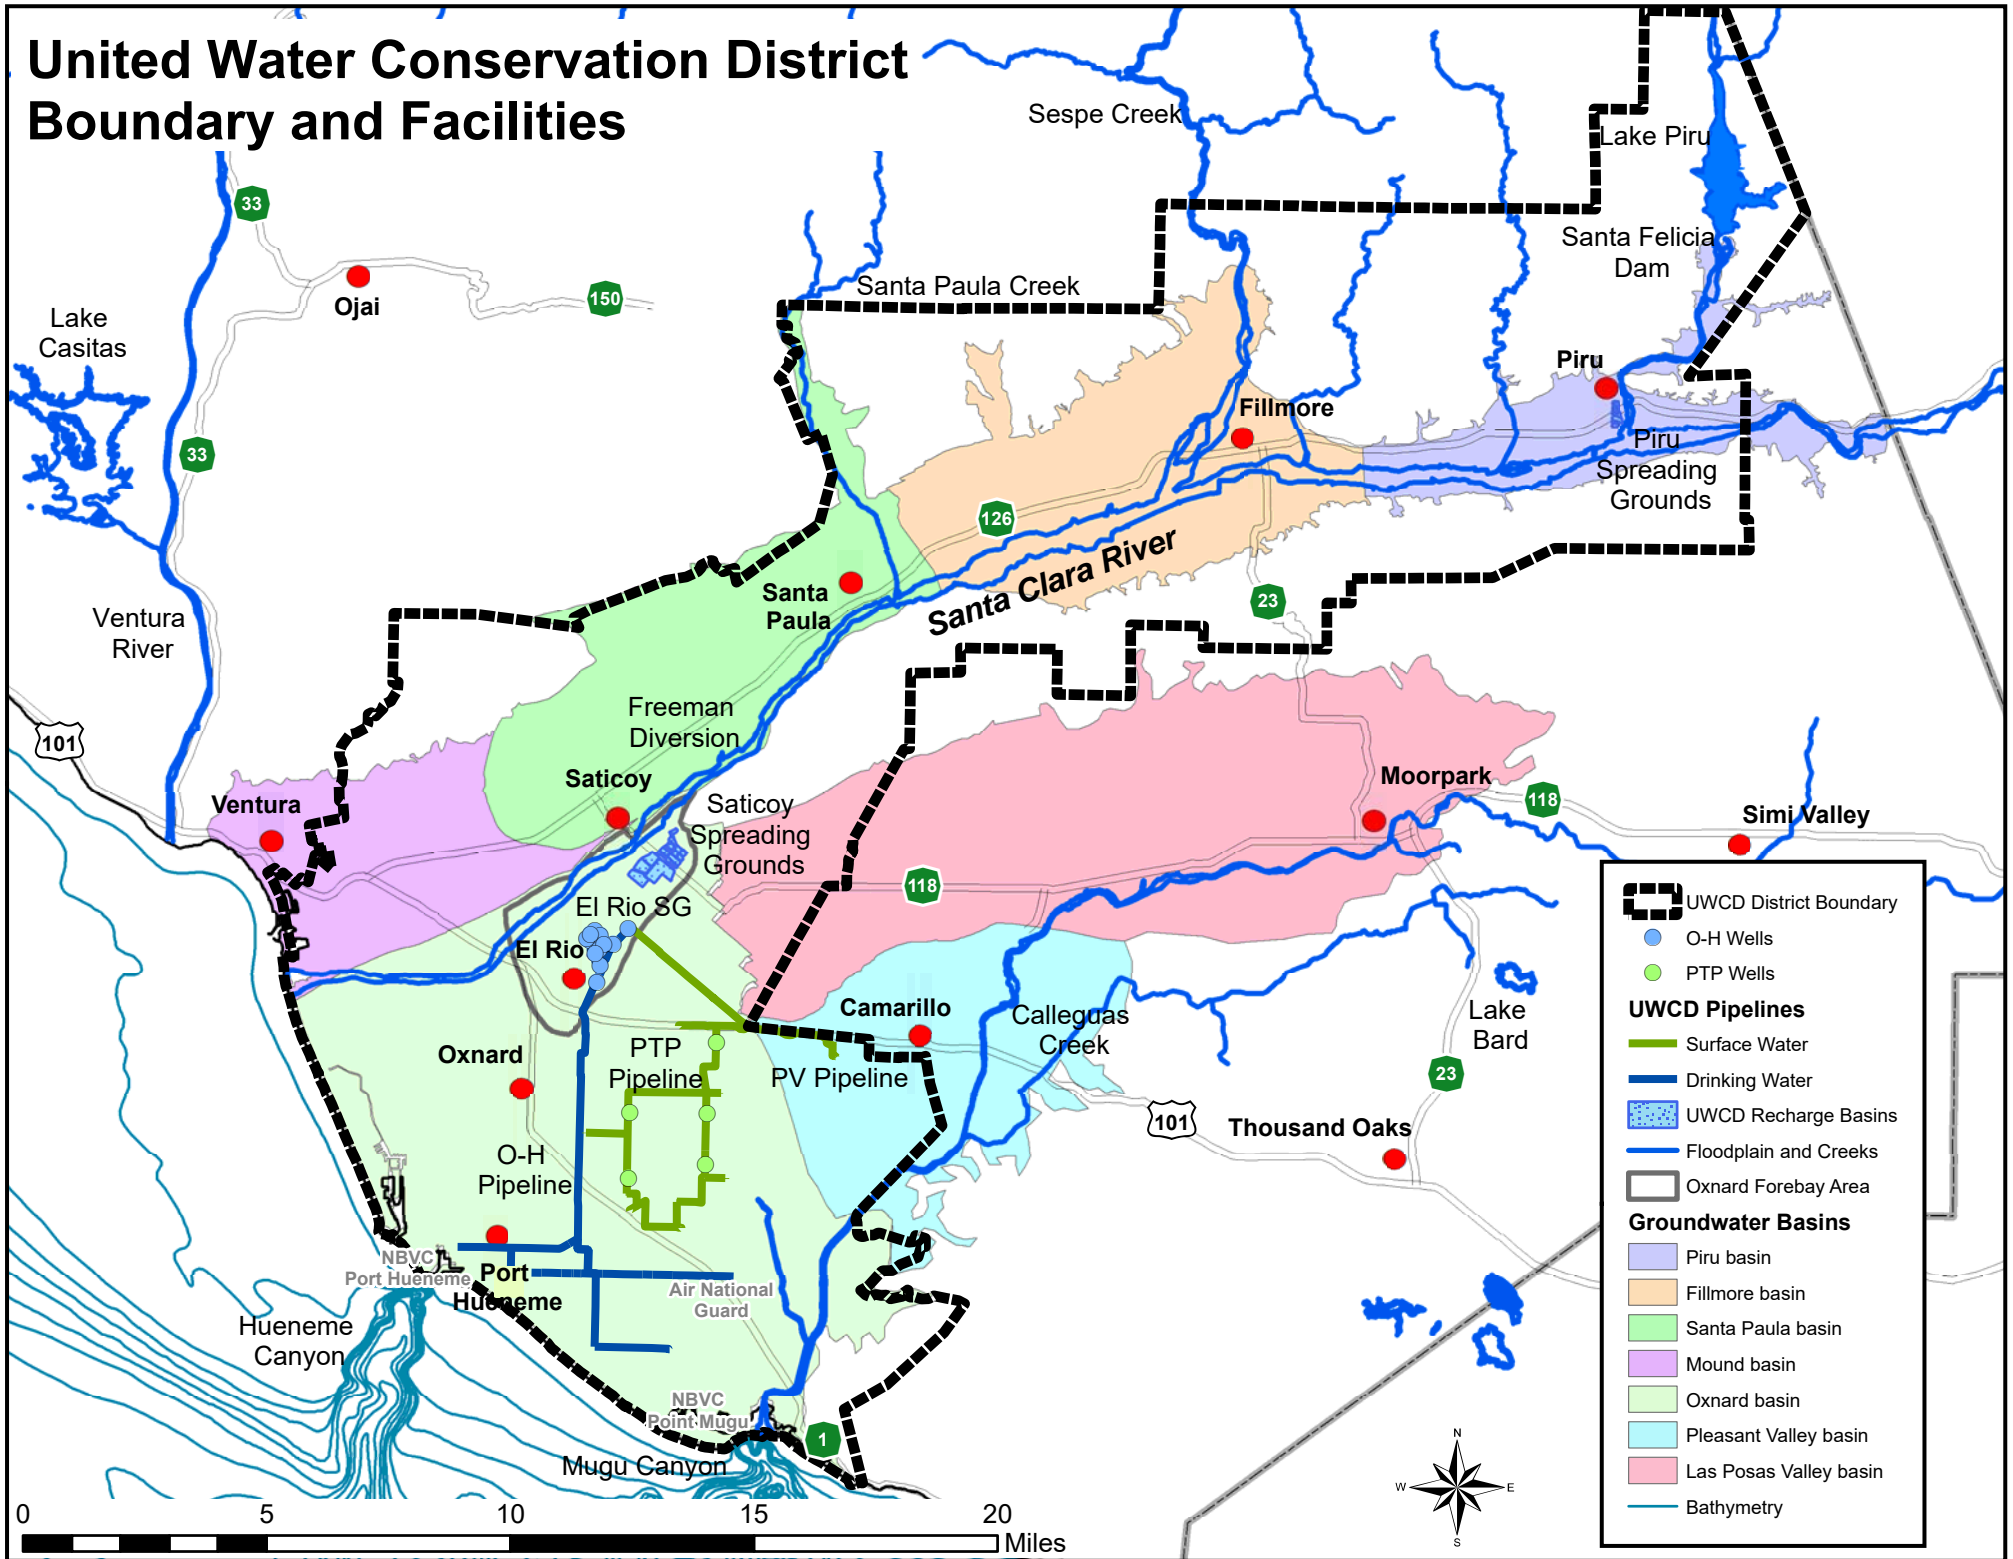 United Water Conservation District
Boundary and Facilities
Sespe Creek
Lake Piru
33
Santa Felicia
Dam
Ojai
150
Santa Paula Creek
Lake
Casitas
Piru
Fillmore
33
Piru
Spreading
Grounds
126
Santa Clara River
Santa
Paula
23
Ventura
River
Freeman
Diversion
101
Saticoy
Moorpark
Ventura
Saticoy
Spreading
Grounds
118
Simi Valley
118
El Rio SG
El Rio
Camarillo
Calleguas
Creek
Lake
Bard
Oxnard
PTP
Pipeline
PV Pipeline
23
101
Thousand Oaks
O-H
Pipeline
NBVC
Port Hueneme
Port
Hueneme
Air National
Guard
Hueneme
Canyon
NBVC
Point Mugu
1
Mugu Canyon
0 5 10 15 20
Miles
N
W E
S
UWCD District Boundary
O-H Wells
PTP Wells
UWCD Pipelines
Surface Water
Drinking Water
UWCD Recharge Basins
Floodplain and Creeks
Oxnard Forebay Area
Groundwater Basins
Piru basin
Fillmore basin
Santa Paula basin
Mound basin
Oxnard basin
Pleasant Valley basin
Las Posas Valley basin
Bathymetry